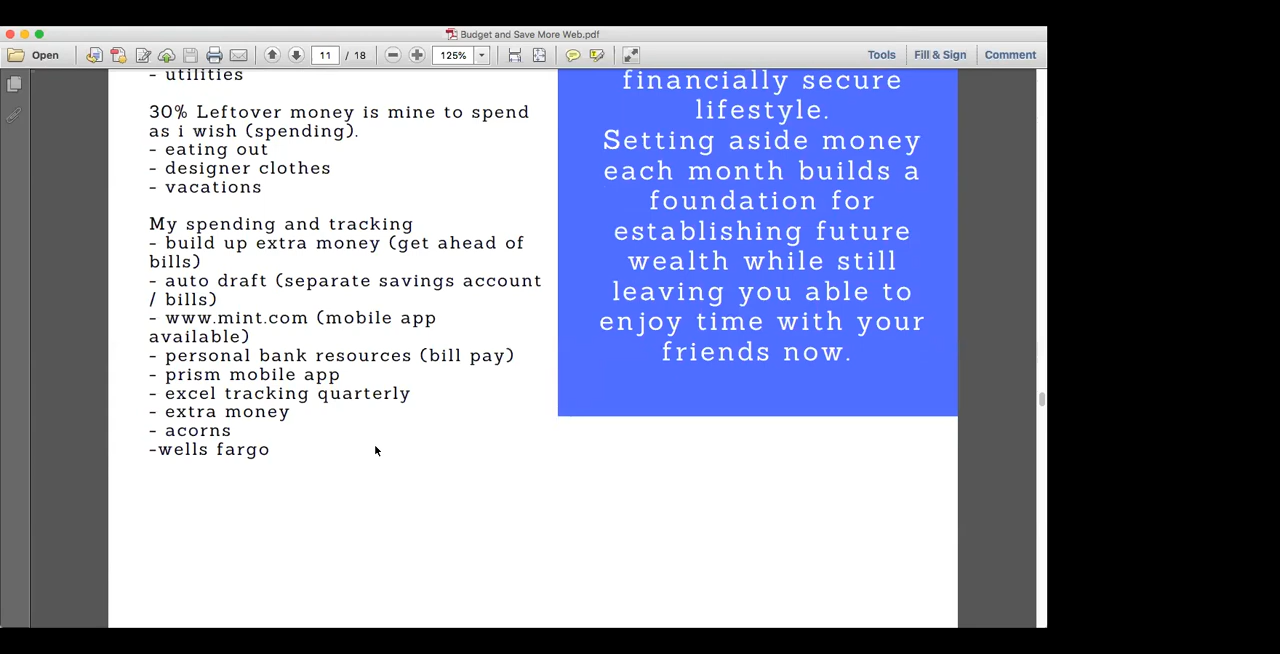 Budget and Save More Web.pdf
Open
11 / 18
125%
Tools
Fill & Sign
Comment
- utilities
30% Leftover money is mine to spend
as i wish (spending).
- eating out
- designer clothes
- vacations
My spending and tracking
- build up extra money (get ahead of
bills)
- auto draft (separate savings account
/ bills)
- www.mint.com (mobile app
available)
- personal bank resources (bill pay)
- prism mobile app
- excel tracking quarterly
- extra money
- acorns
-wells fargo
financially secure
lifestyle.
Setting aside money
each month builds a
foundation for
establishing future
wealth while still
leaving you able to
enjoy time with your
friends now.